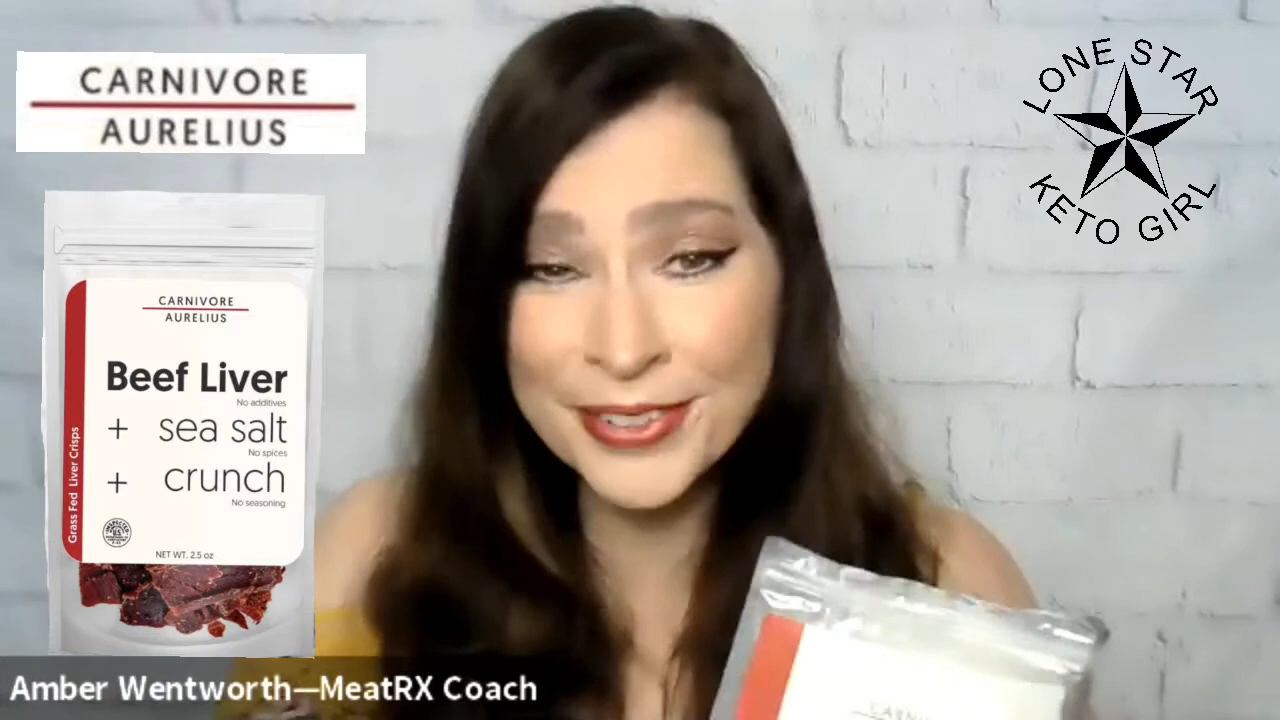 CARNIVORE
AURELIUS
LONE STAR
KETO GIRL
CARNIVORE
AURELIUS
Beef Liver
No additives
+ sea salt
No spices
+ crunch
No seasoning
Grass Fed Liver Crisps
NET WT. 2.5 oz
Amber Wentworth—MeatRX Coach